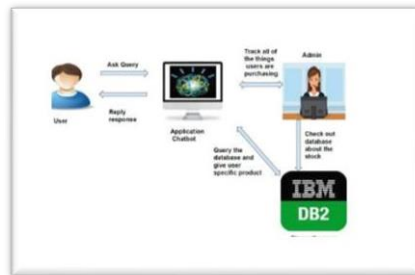 Ask Query
Reply
response
User
Application
Chatbot
Track all of
the things
users are
purchasing
Admin
Query the
database and
give user
specific product
Check out
database
about the
stock
IBM
DB2